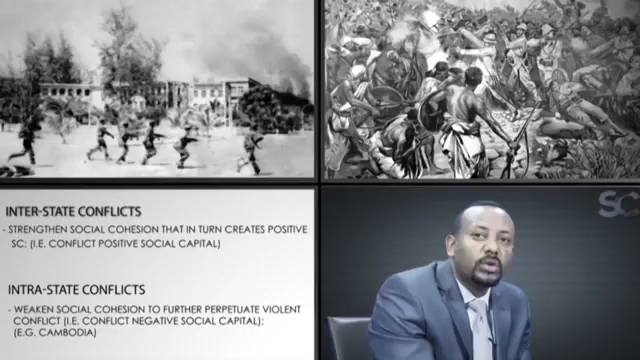 INTER-STATE CONFLICTS
- STRENGTHEN SOCIAL COHESION THAT IN TURN CREATES POSITIVE
SC: (I.E. CONFLICT POSITIVE SOCIAL CAPITAL)
INTRA-STATE CONFLICTS
- WEAKEN SOCIAL COHESION TO FURTHER PERPETUATE VIOLENT
CONFLICT (I.E. CONFLICT NEGATIVE SOCIAL CAPITAL);
(E.G. CAMBODIA)
SC